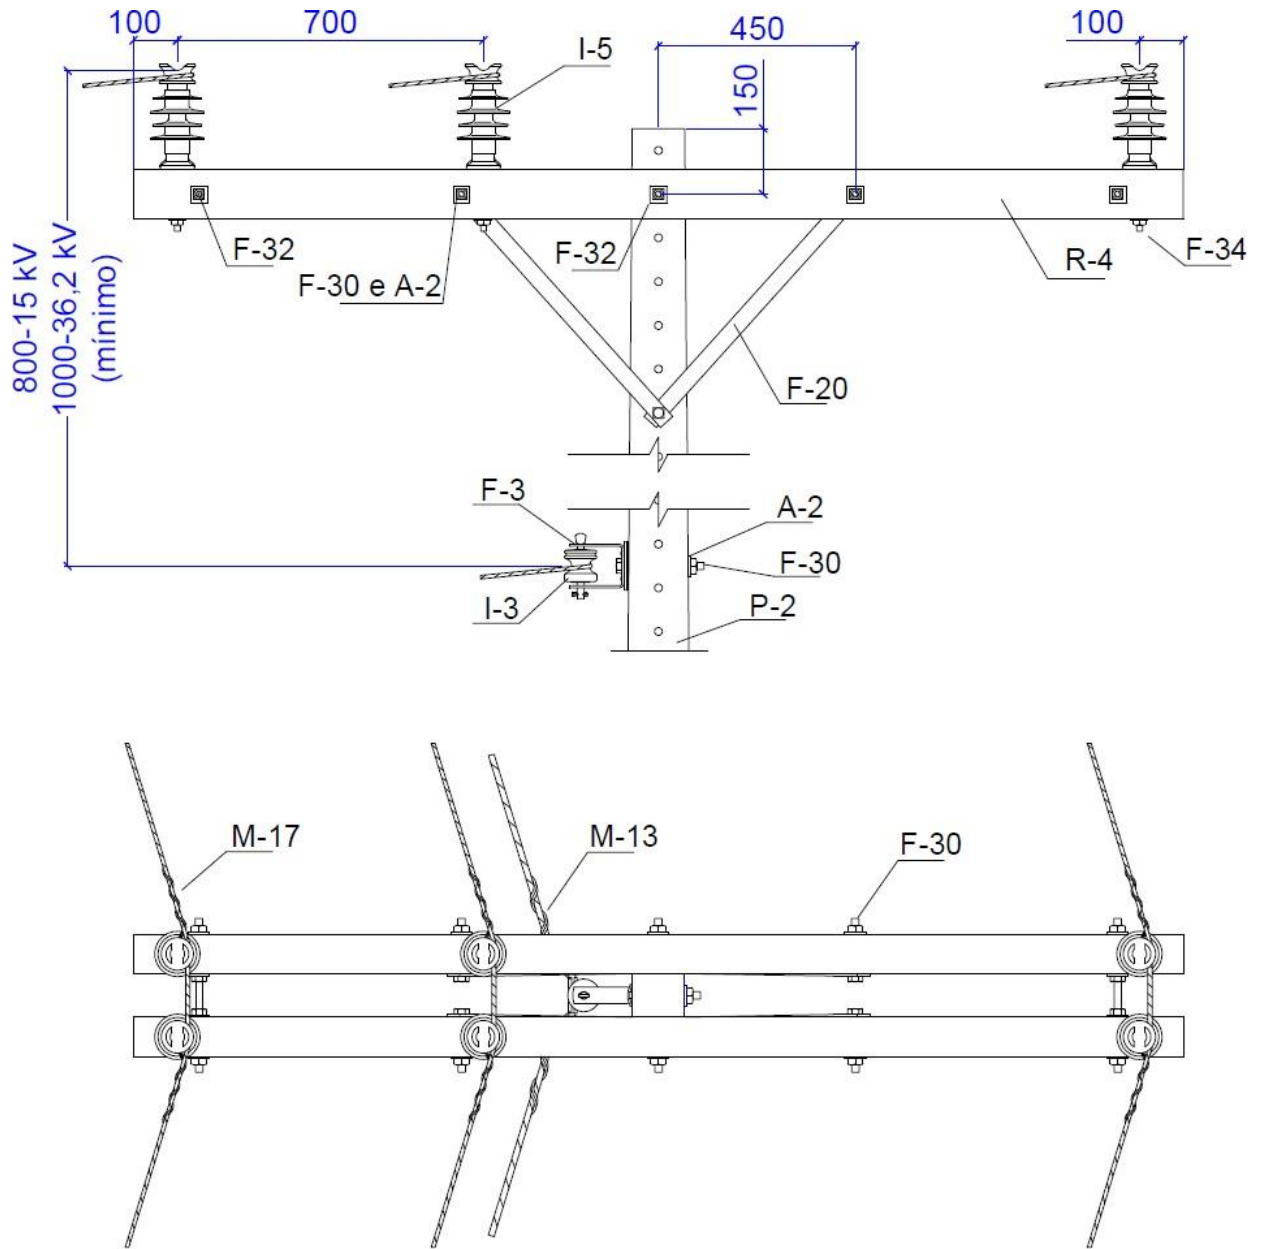 100
700
450
100
I-5
150
F-32
F-30 e A-2
F-32
R-4
F-34
800-15 kV
1000-36,2 kV
(mínimo)
F-20
F-3
A-2
F-30
I-3
P-2
M-17
M-13
F-30